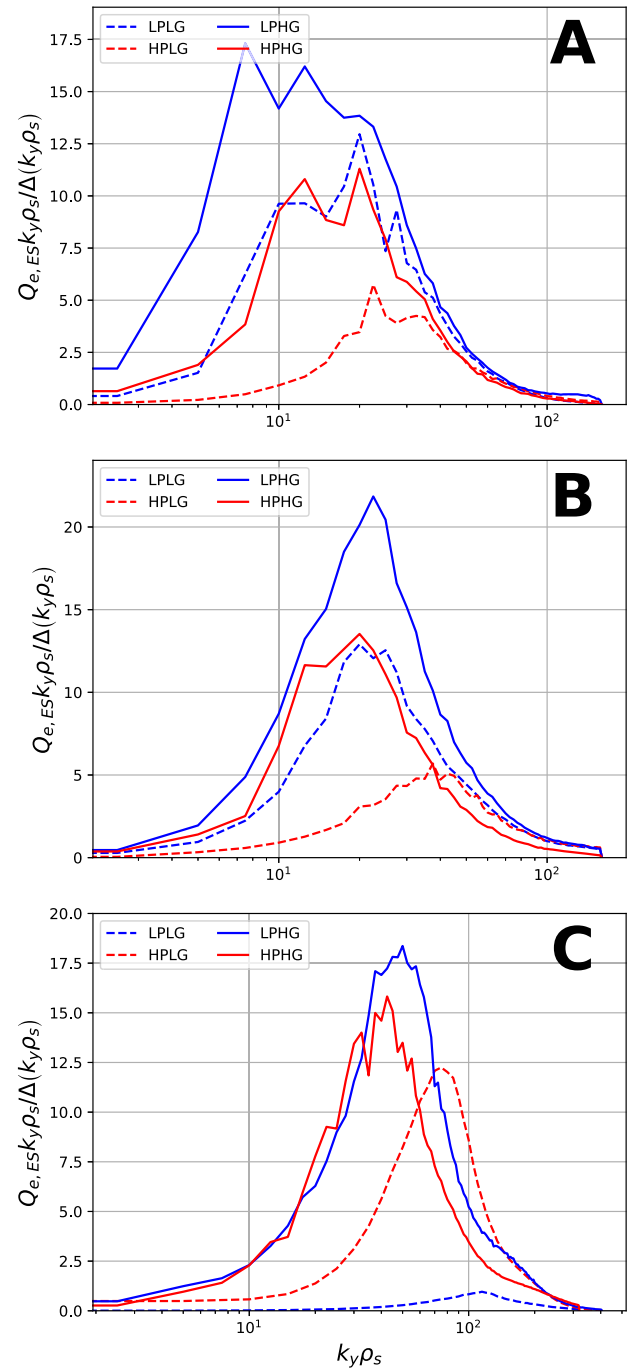 17.5
15.0
12.5
10.0
7.5
5.0
2.5
0.0
Q_{e,ES}k_yρ_s/Δ(k_yρ_s)
LPLG LPHG
HPLG HPHG
A
10^1 10^2
20
15
10
5
0
Q_{e,ES}k_yρ_s/Δ(k_yρ_s)
LPLG LPHG
HPLG HPHG
B
10^1 10^2
20.0
17.5
15.0
12.5
10.0
7.5
5.0
2.5
0.0
Q_{e,ES}k_yρ_s/Δ(k_yρ_s)
LPLG LPHG
HPLG HPHG
C
10^1 10^2
k_yρ_s